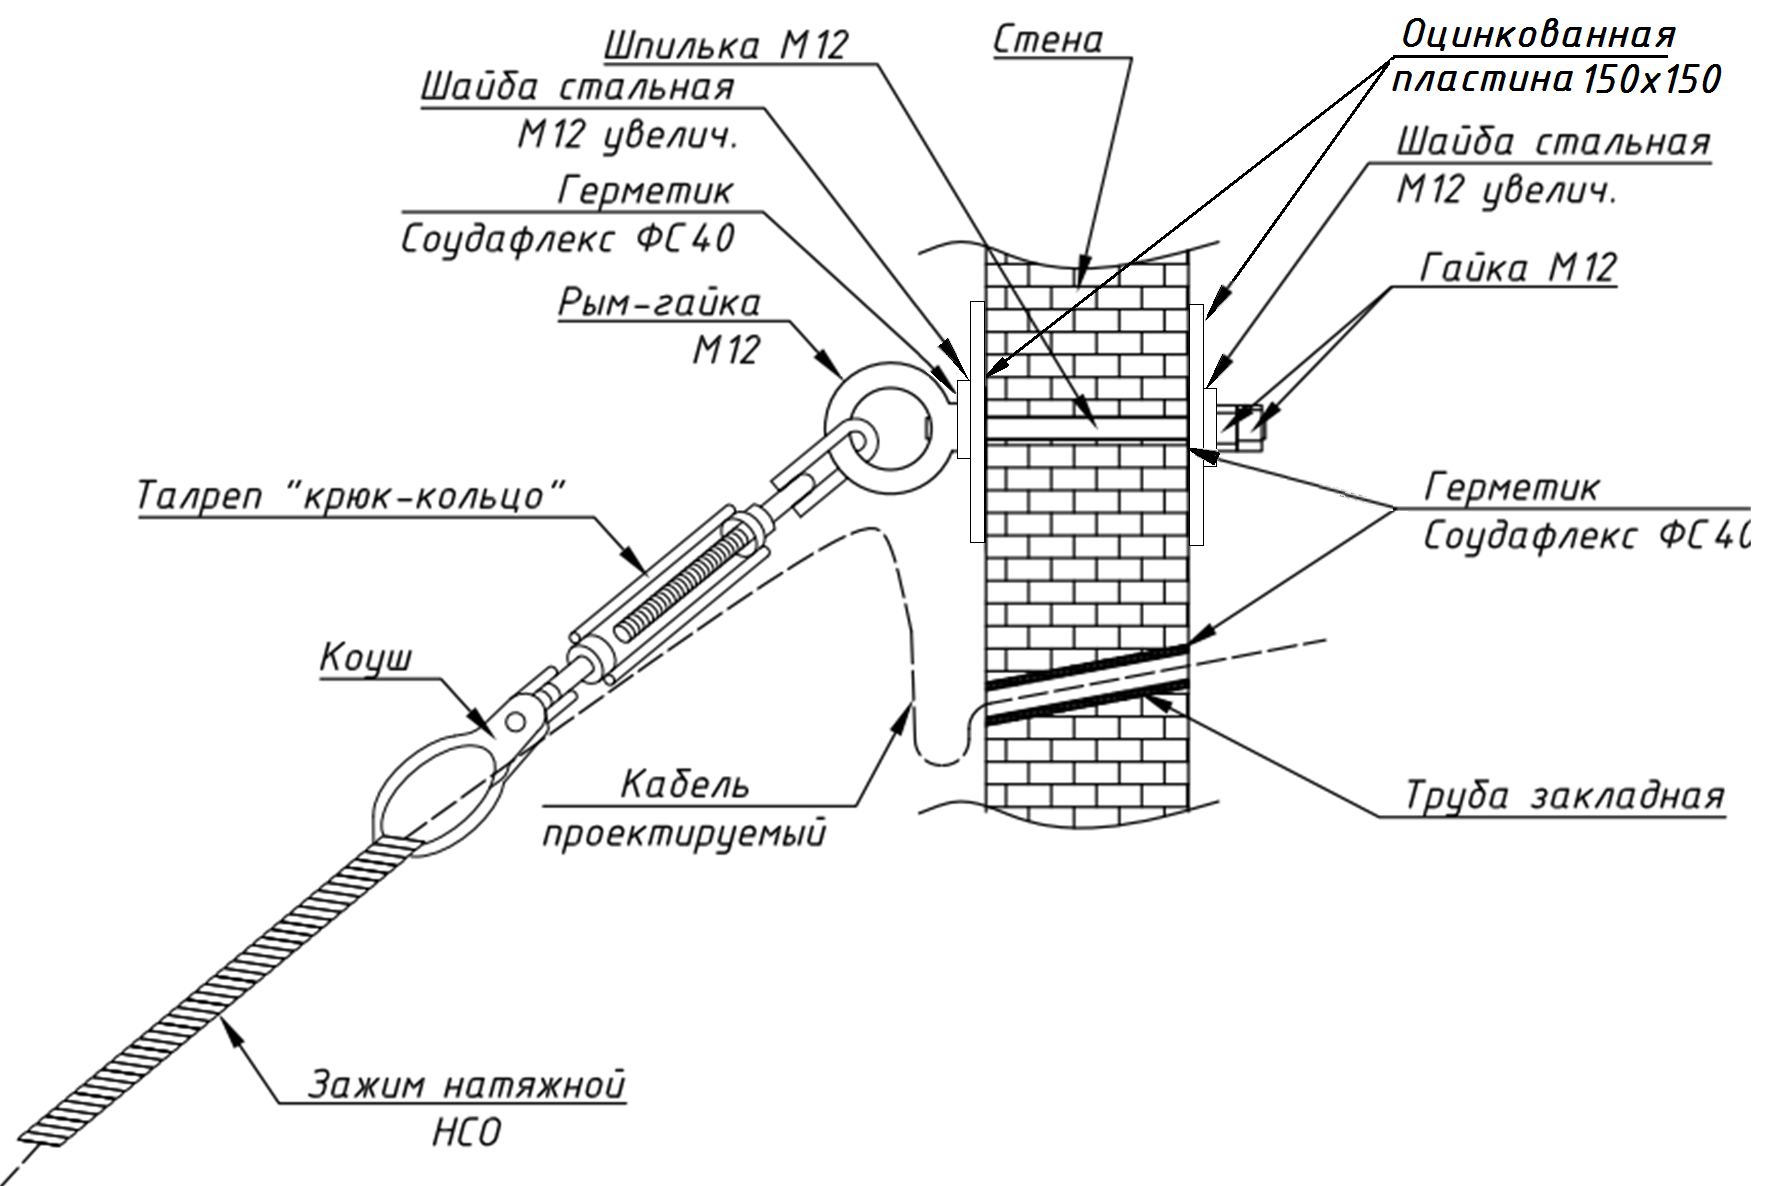 Шпилька М12
Стена
Оцинкованная
пластина 150х150
Шайба стальная
М12 увелич.
Шайба стальная
М12 увелич.
Герметик
Соудафлекс ФС40
Гайка М12
Рым-гайка
М12
Талреп "крюк-кольцо"
Герметик
Соудафлекс ФС40
Коуш
Кабель
проектируемый
Труба закладная
Зажим натяжной
НСО